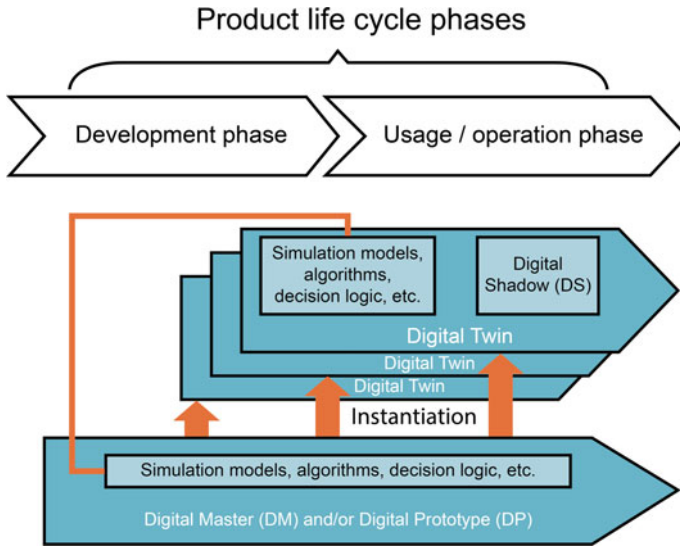 Product life cycle phases
Development phase
Usage / operation phase
Simulation models,
algorithms,
decision logic, etc.
Digital
Shadow (DS)
Digital Twin
Digital Twin
Digital Twin
Instantiation
Simulation models, algorithms, decision logic, etc.
Digital Master (DM) and/or Digital Prototype (DP)